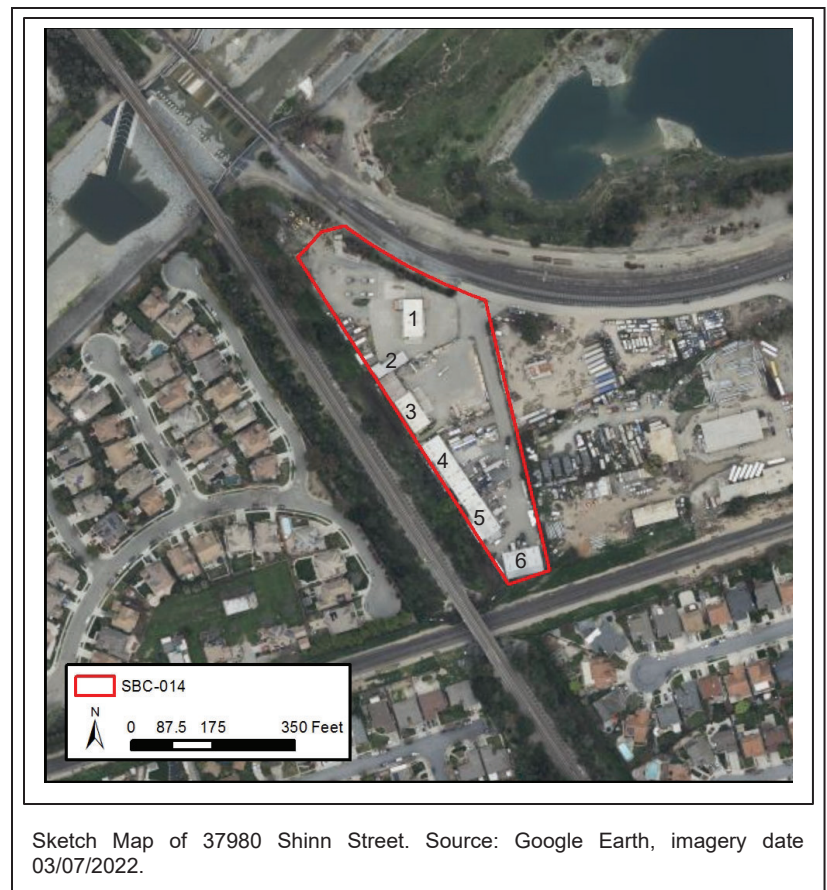 1
2
3
4
5
6
SBC-014
N
0 87.5 175 350 Feet
Sketch Map of 37980 Shinn Street. Source: Google Earth, imagery date
03/07/2022.